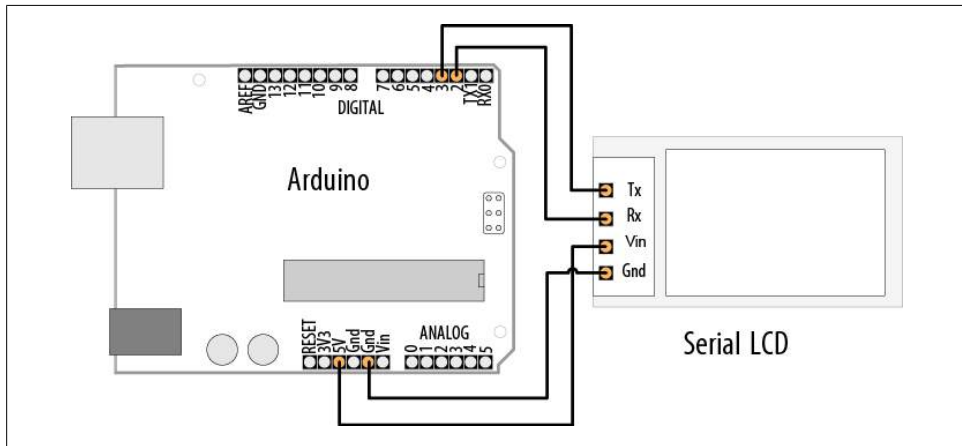 AREF
GND
13
12
11
10
9
8
7
6
5
4
3
2
TX1
RX0
DIGITAL
Arduino
Tx
Rx
Vin
Gnd
Serial LCD
RESET
3V3
5V
Gnd
Gnd
Vin
ANALOG
0
1
2
3
4
5